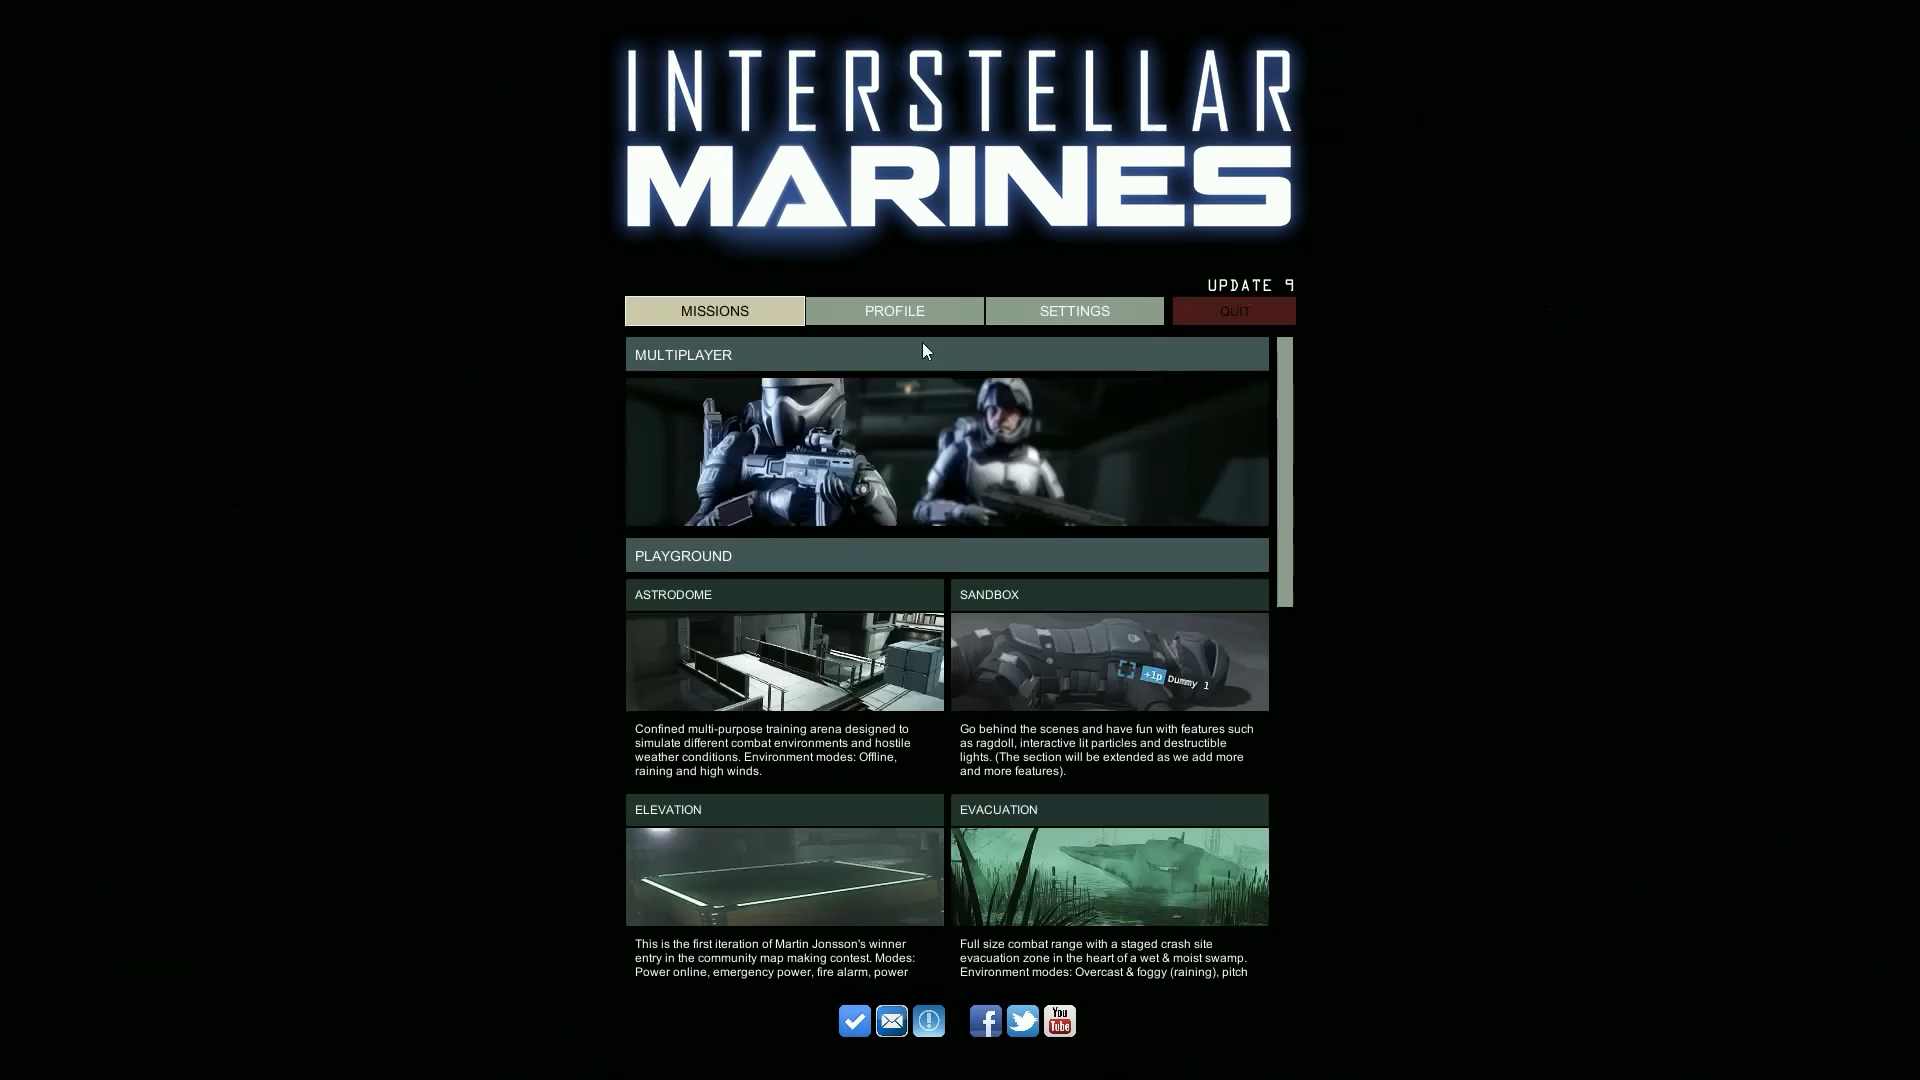 INTERSTELLAR
MARINES
UPDATE 9
MISSIONS PROFILE SETTINGS QUIT
MULTIPLAYER
PLAYGROUND
ASTRODOME
Confined multi-purpose training arena designed to
simulate different combat environments and hostile
weather conditions. Environment modes: Offline,
raining and high winds.
SANDBOX
+1p Dummy 1
Go behind the scenes and have fun with features such
as ragdoll, interactive lit particles and destructible
lights. (The section will be extended as we add more
and more features).
ELEVATION
This is the first iteration of Martin Jonsson's winner
entry in the community map making contest. Modes:
Power online, emergency power, fire alarm, power
EVACUATION
Full size combat range with a staged crash site
evacuation zone in the heart of a wet & moist swamp.
Environment modes: Overcast & foggy (raining), pitch
f
You
Tube